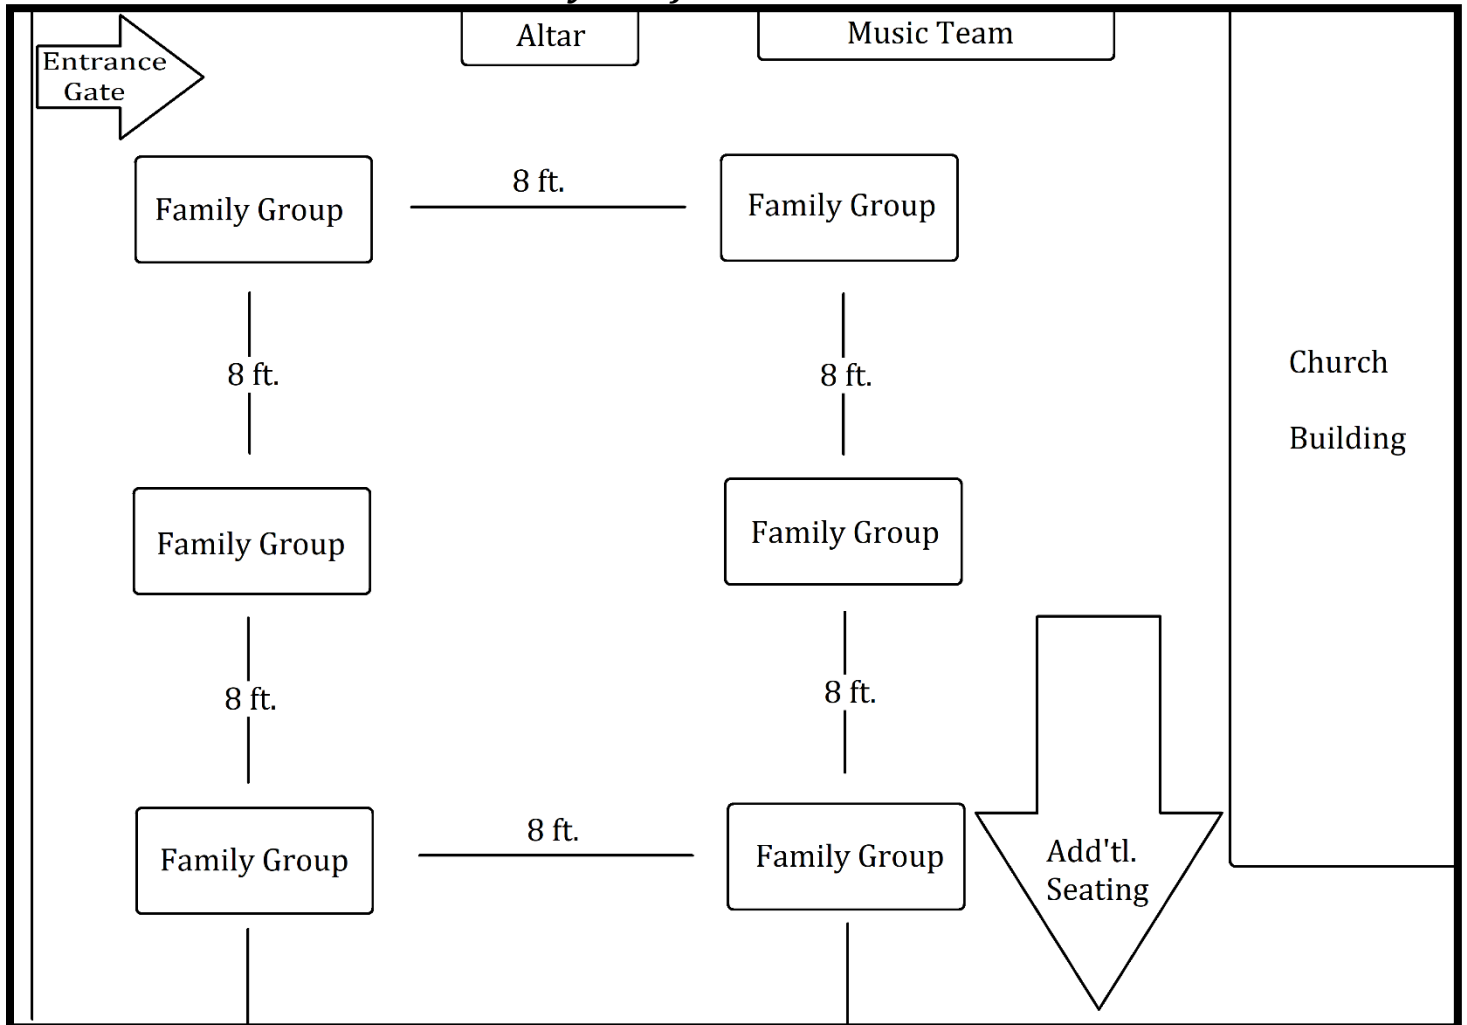 Altar
Music Team
Entrance
Gate
Family Group
8 ft.
Family Group
8 ft.
8 ft.
Church
Building
Family Group
Family Group
8 ft.
8 ft.
Family Group
8 ft.
Family Group
Add'tl.
Seating